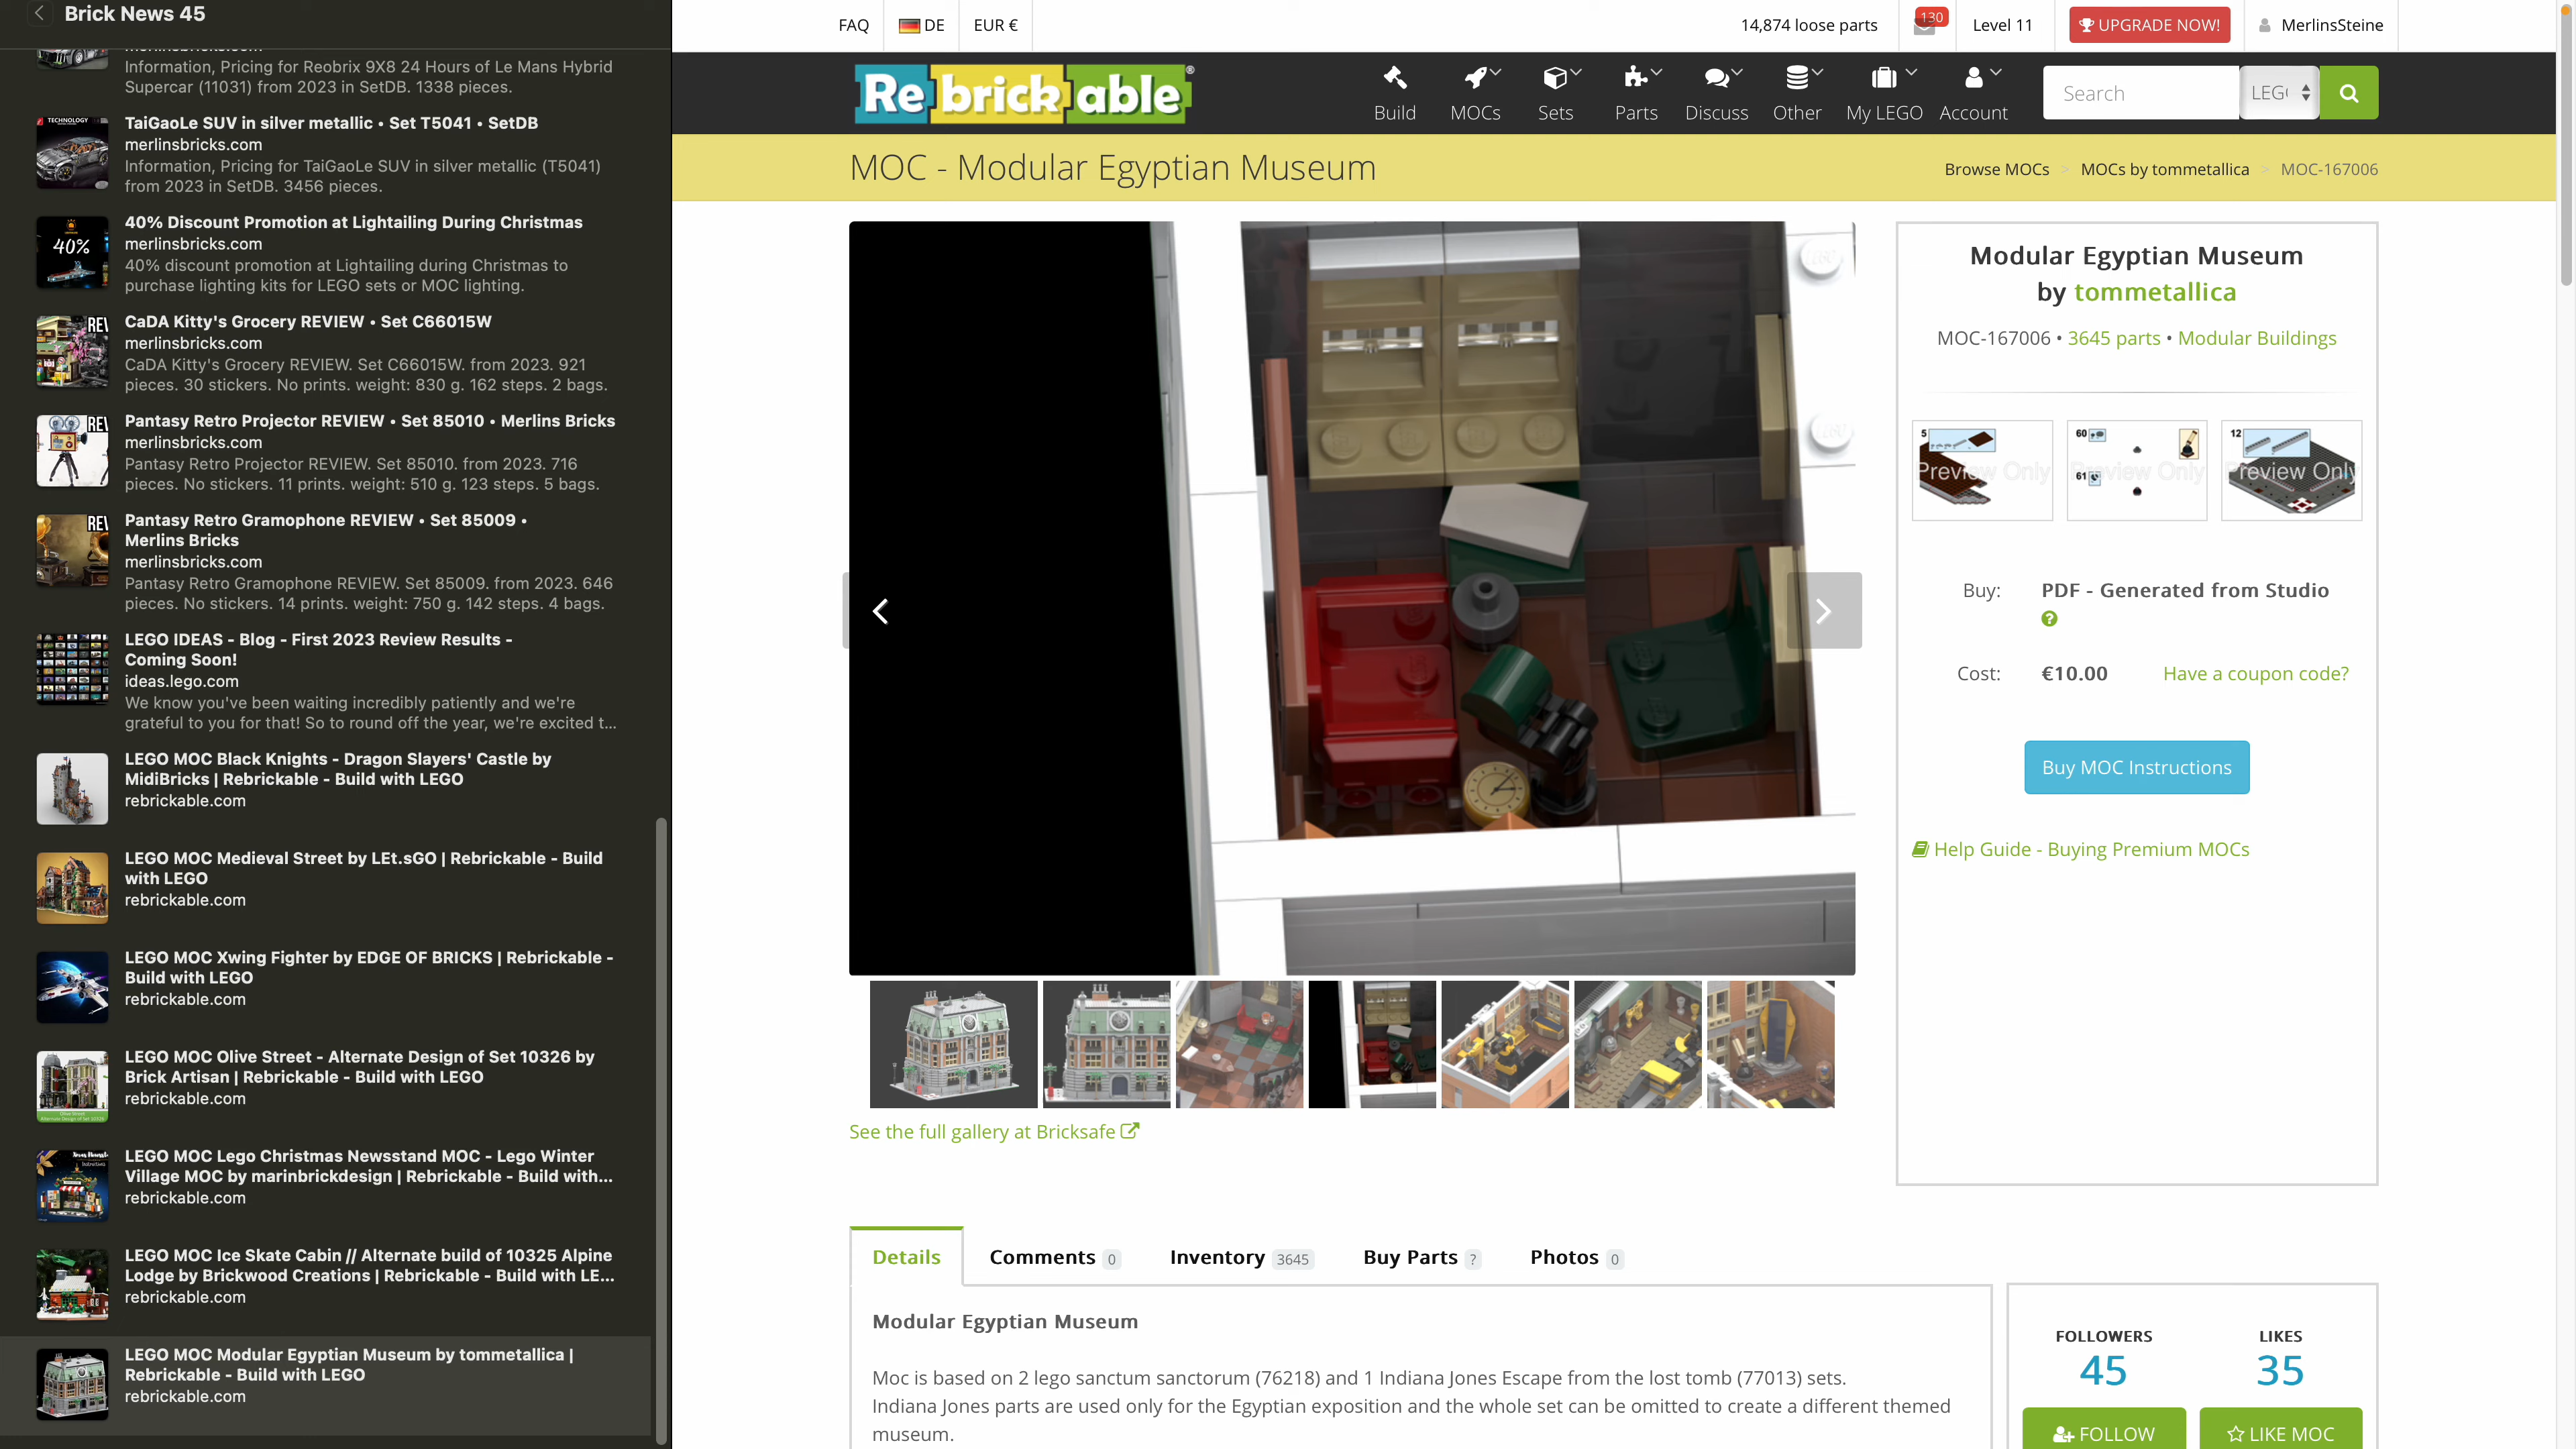 Brick News 45
merlinsbricks.com
Information, Pricing for Reobrix 9X8 24 Hours of Le Mans Hybrid
Supercar (11031) from 2023 in SetDB. 1338 pieces.
TECHNOLOGY
TaiGaoLe SUV in silver metallic • Set T5041 • SetDB
merlinsbricks.com
Information, Pricing for TaiGaoLe SUV in silver metallic (T5041)
from 2023 in SetDB. 3456 pieces.
40%
40% Discount Promotion at Lightailing During Christmas
merlinsbricks.com
40% discount promotion at Lightailing during Christmas to
purchase lighting kits for LEGO sets or MOC lighting.
REV
CaDA Kitty's Grocery REVIEW • Set C66015W
merlinsbricks.com
CaDA Kitty's Grocery REVIEW. Set C66015W. from 2023. 921
pieces. 30 stickers. No prints. weight: 830 g. 162 steps. 2 bags.
REV
Pantasy Retro Projector REVIEW • Set 85010 • Merlins Bricks
merlinsbricks.com
Pantasy Retro Projector REVIEW. Set 85010. from 2023. 716
pieces. No stickers. 11 prints. weight: 510 g. 123 steps. 5 bags.
REV
Pantasy Retro Gramophone REVIEW • Set 85009 •
Merlins Bricks
merlinsbricks.com
Pantasy Retro Gramophone REVIEW. Set 85009. from 2023. 646
pieces. No stickers. 14 prints. weight: 750 g. 142 steps. 4 bags.
LEGO IDEAS - Blog - First 2023 Review Results -
Coming Soon!
ideas.lego.com
We know you've been waiting incredibly patiently and we're
grateful to you for that! So to round off the year, we're excited t...
LEGO MOC Black Knights - Dragon Slayers' Castle by
MidiBricks | Rebrickable - Build with LEGO
rebrickable.com
LEGO MOC Medieval Street by LEt.sGO | Rebrickable - Build
with LEGO
rebrickable.com
LEGO MOC Xwing Fighter by EDGE OF BRICKS | Rebrickable -
Build with LEGO
rebrickable.com
LEGO MOC Olive Street - Alternate Design of Set 10326 by
Brick Artisan | Rebrickable - Build with LEGO
rebrickable.com
LEGO MOC Lego Christmas Newsstand MOC - Lego Winter
Village MOC by marinbrickdesign | Rebrickable - Build with...
rebrickable.com
LEGO MOC Ice Skate Cabin // Alternate build of 10325 Alpine
Lodge by Brickwood Creations | Rebrickable - Build with LE...
rebrickable.com
LEGO MOC Modular Egyptian Museum by tommetallica |
Rebrickable - Build with LEGO
rebrickable.com
FAQ DE EUR € 14,874 loose parts 130 Level 11 UPGRADE NOW! MerlinsSteine
Rebrickable®
Build MOCs Sets Parts Discuss Other My LEGO Account Search LEG
MOC - Modular Egyptian Museum
Browse MOCs > MOCs by tommetallica > MOC-167006
Modular Egyptian Museum
by tommetallica
MOC-167006 • 3645 parts • Modular Buildings
5 60 61 12
Preview Only Preview Only Preview Only
Buy: PDF - Generated from Studio
?
Cost: €10.00 Have a coupon code?
Buy MOC Instructions
Help Guide - Buying Premium MOCs
See the full gallery at Bricksafe
Details Comments 0 Inventory 3645 Buy Parts ? Photos 0
Modular Egyptian Museum
Moc is based on 2 lego sanctum sanctorum (76218) and 1 Indiana Jones Escape from the lost tomb (77013) sets.
Indiana Jones parts are used only for the Egyptian exposition and the whole set can be omitted to create a different themed
museum.
FOLLOWERS LIKES
45 35
FOLLOW LIKE MOC